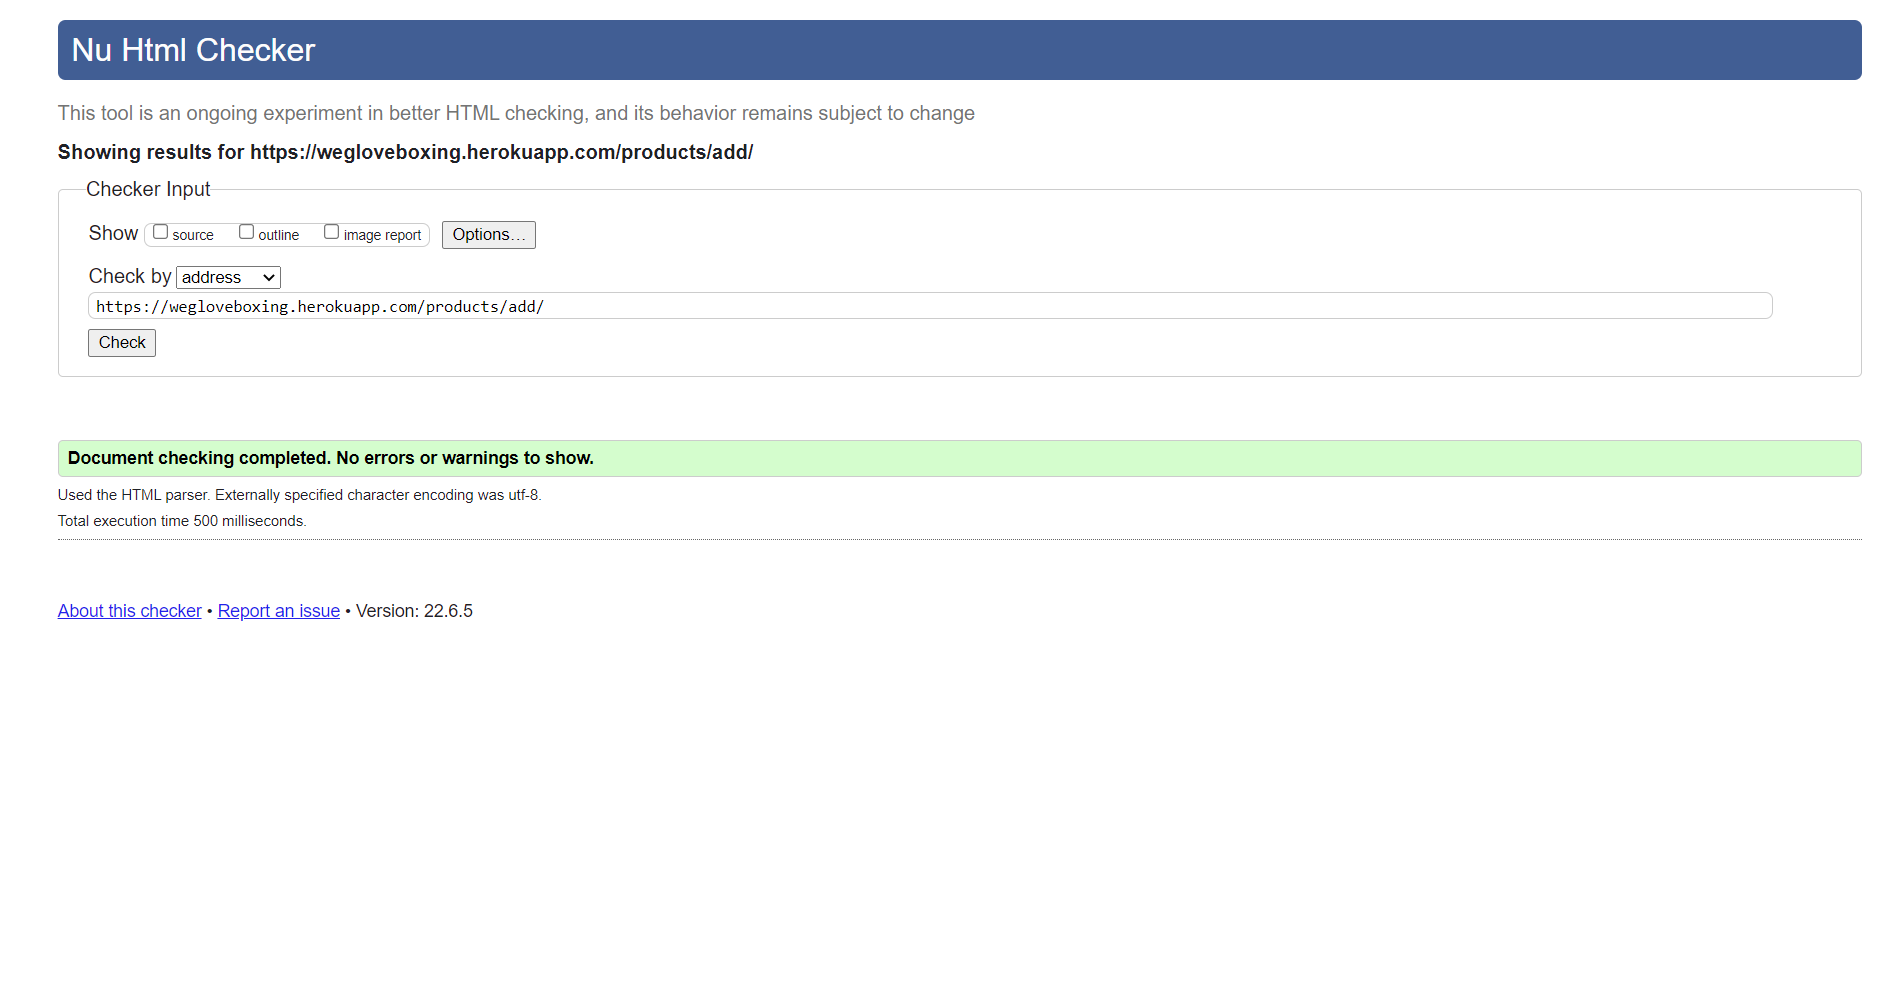 Nu Html Checker
This tool is an ongoing experiment in better HTML checking, and its behavior remains subject to change
Showing results for https://wegloveboxing.herokuapp.com/products/add/
Checker Input
Show source outline image report Options...
Check by address
https://wegloveboxing.herokuapp.com/products/add/
Check
Document checking completed. No errors or warnings to show.
Used the HTML parser. Externally specified character encoding was utf-8.
Total execution time 500 milliseconds.
About this checker • Report an issue • Version: 22.6.5